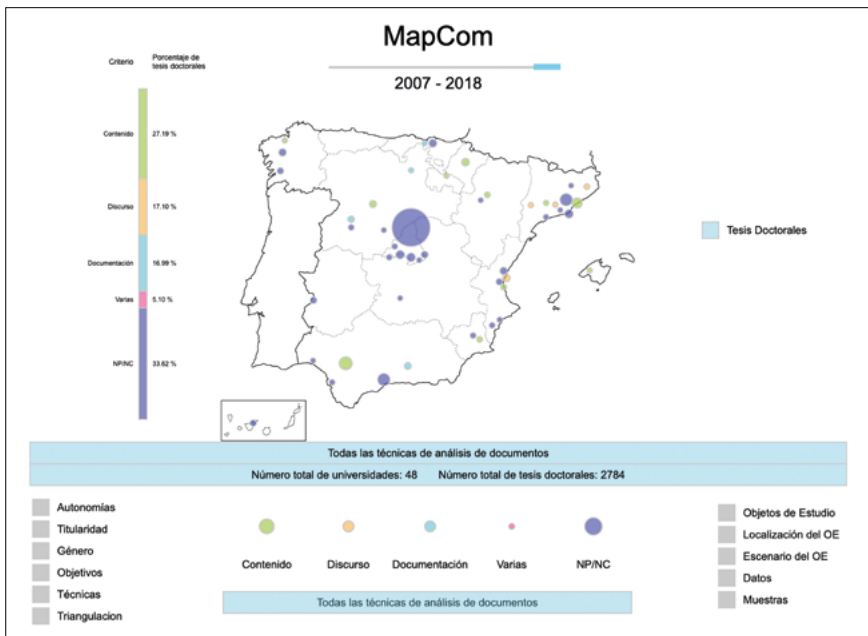 MapCom
2007 - 2018
Criterio
Porcentaje de
tesis doctorales
Contenido
27.19 %
Discurso
17.10 %
Documentación
16.99 %
Varias
5.10 %
NP/NC
33.62 %
Tesis Doctorales
Todas las técnicas de análisis de documentos
Número total de universidades: 48 Número total de tesis doctorales: 2784
Autonomías
Titularidad
Género
Objetivos
Técnicas
Triangulacion
Contenido
Discurso
Documentación
Varias
NP/NC
Todas las técnicas de análisis de documentos
Objetos de Estudio
Localización del OE
Escenario del OE
Datos
Muestras